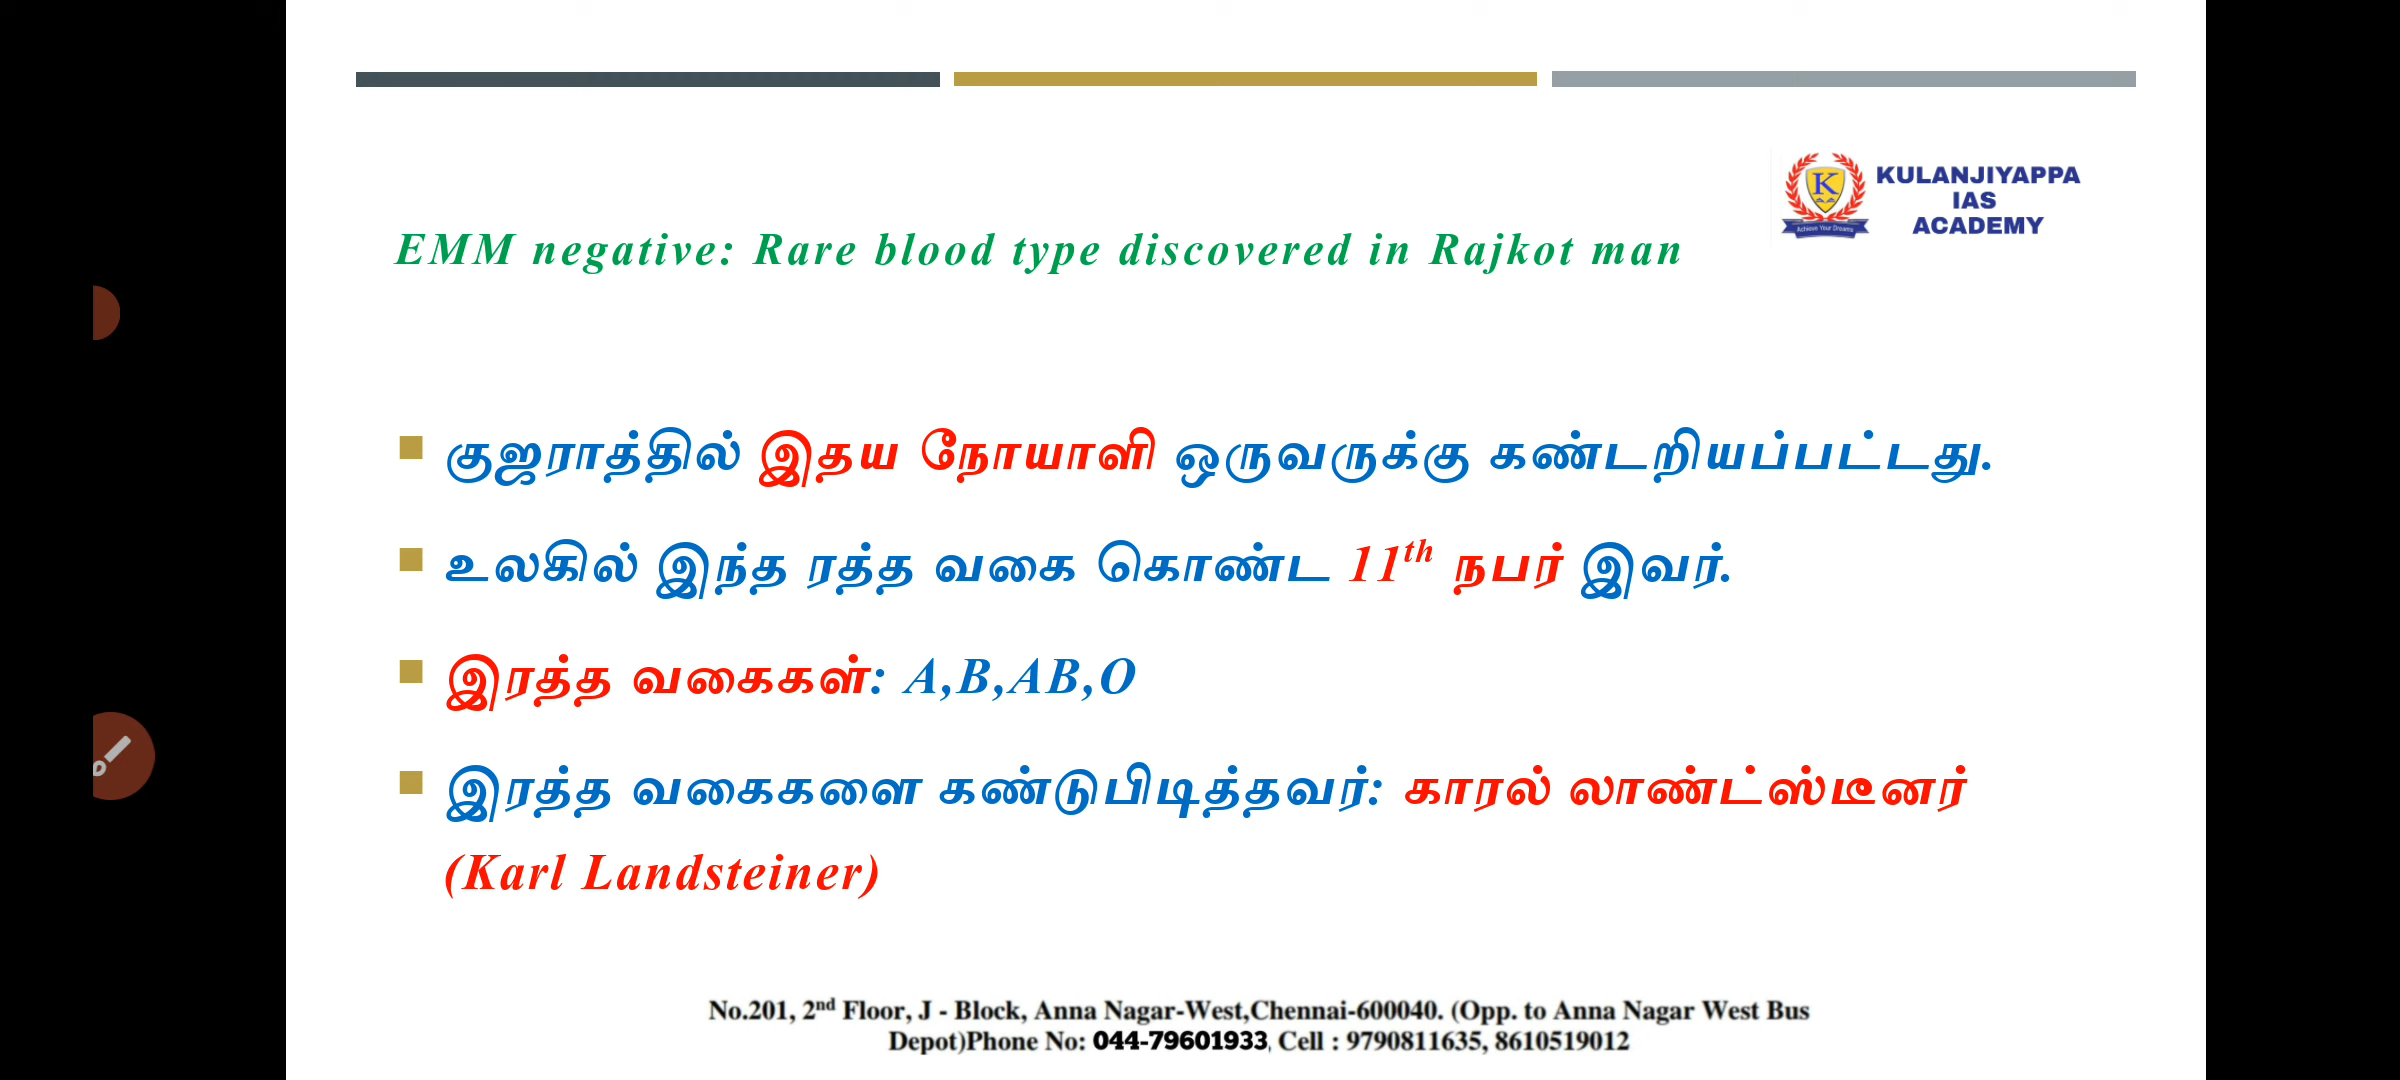 KULANJIYAPPA
IAS
ACADEMY
K
Achieve Your Dreams
EMM negative: Rare blood type discovered in Rajkot man
குஜராத்தில் இதய நோயாளி ஒருவருக்கு கண்டறியப்பட்டது.
உலகில் இந்த ரத்த வகை கொண்ட 11th நபர் இவர்.
இரத்த வகைகள்: A,B,AB,O
இரத்த வகைகளை கண்டுபிடித்தவர்: காரல் லாண்ட்ஸ்டீனர்
(Karl Landsteiner)
No.201, 2nd Floor, J - Block, Anna Nagar-West,Chennai-600040. (Opp. to Anna Nagar West Bus
Depot)Phone No: 044-79601933, Cell : 9790811635, 8610519012